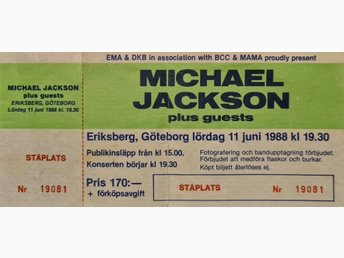 EMA & DKB in association with BCC & MAMA proudly present
MICHAEL JACKSON
plus guests
ERIKSBERG, GÖTEBORG
Lördag 11 juni 1988 kl 19.30
STÅPLATS
Nr 19081
MICHAEL
JACKSON
plus guests
Eriksberg, Göteborg lördag 11 juni 1988 kl 19.30
Publikinsläpp från kl 15.00.
Konserten börjar kl 19.30
Fotografering och bandupptagning förbjudet.
Förbjudet att medföra flaskor och burkar.
Köpt biljett återlöses ej.
Pris 170:—
+ förköpsavgift
STÅPLATS
Nr 19081